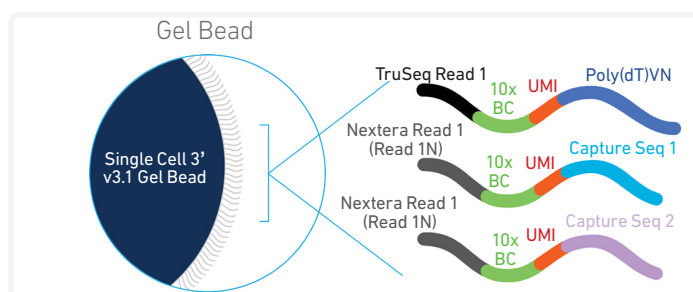 Gel Bead
Single Cell 3’
v3.1 Gel Bead
TruSeq Read 1
10x
BC
UMI
Poly(dT)VN
Nextera Read 1
(Read 1N)
10x
BC
UMI
Capture Seq 1
Nextera Read 1
(Read 1N)
10x
BC
UMI
Capture Seq 2